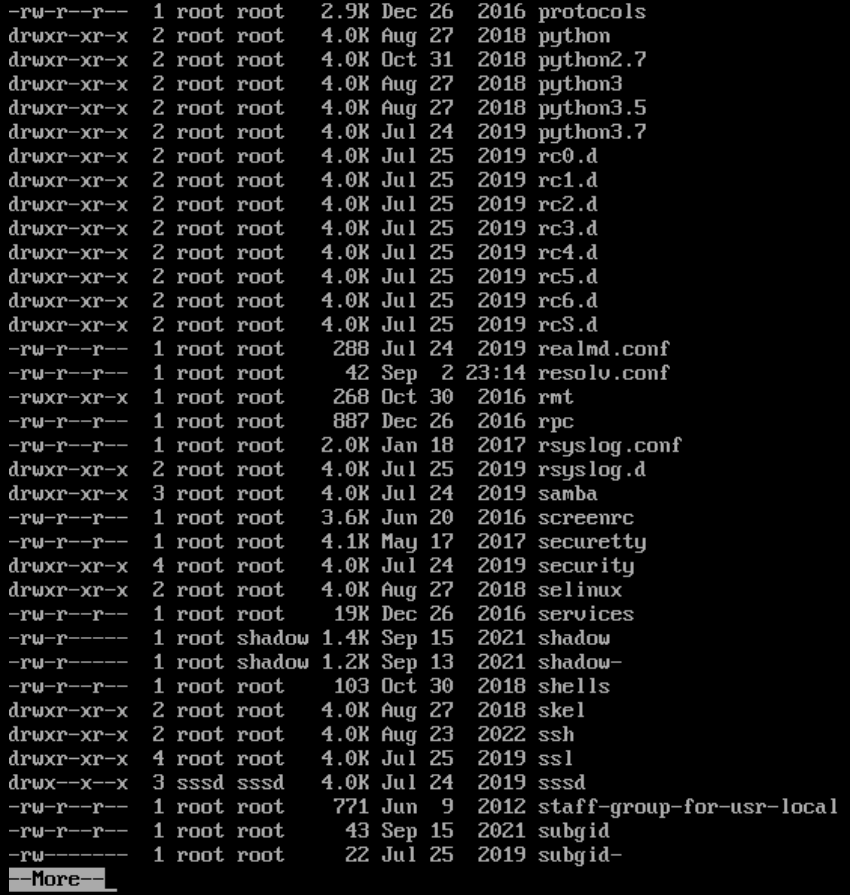 -rw-r--r--  1 root root   2.9K Dec 26  2016 protocols
drwxr-xr-x  2 root root   4.0K Aug 27  2018 python
drwxr-xr-x  2 root root   4.0K Oct 31  2018 python2.7
drwxr-xr-x  2 root root   4.0K Aug 27  2018 python3
drwxr-xr-x  2 root root   4.0K Aug 27  2018 python3.5
drwxr-xr-x  2 root root   4.0K Jul 24  2019 python3.7
drwxr-xr-x  2 root root   4.0K Jul 25  2019 rc0.d
drwxr-xr-x  2 root root   4.0K Jul 25  2019 rc1.d
drwxr-xr-x  2 root root   4.0K Jul 25  2019 rc2.d
drwxr-xr-x  2 root root   4.0K Jul 25  2019 rc3.d
drwxr-xr-x  2 root root   4.0K Jul 25  2019 rc4.d
drwxr-xr-x  2 root root   4.0K Jul 25  2019 rc5.d
drwxr-xr-x  2 root root   4.0K Jul 25  2019 rc6.d
drwxr-xr-x  2 root root   4.0K Jul 25  2019 rcS.d
-rw-r--r--  1 root root    288 Jul 24  2019 realmd.conf
-rw-r--r--  1 root root     42 Sep  2 23:14 resolv.conf
-rwxr-xr-x  1 root root    268 Oct 30  2016 rmt
-rw-r--r--  1 root root    887 Dec 26  2016 rpc
-rw-r--r--  1 root root   2.0K Jan 18  2017 rsyslog.conf
drwxr-xr-x  2 root root   4.0K Jul 25  2019 rsyslog.d
drwxr-xr-x  3 root root   4.0K Jul 24  2019 samba
-rw-r--r--  1 root root   3.6K Jun 20  2016 screenrc
-rw-r--r--  1 root root   4.1K May 17  2017 securetty
drwxr-xr-x  4 root root   4.0K Jul 24  2019 security
drwxr-xr-x  2 root root   4.0K Aug 27  2018 selinux
-rw-r--r--  1 root root    19K Dec 26  2016 services
-rw-r-----  1 root shadow 1.4K Sep 15  2021 shadow
-rw-r-----  1 root shadow 1.2K Sep 13  2021 shadow-
-rw-r--r--  1 root root    103 Oct 30  2018 shells
drwxr-xr-x  2 root root   4.0K Aug 27  2018 skel
drwxr-xr-x  2 root root   4.0K Aug 23  2022 ssh
drwxr-xr-x  4 root root   4.0K Jul 25  2019 ssl
drwx--x--x  3 sssd sssd   4.0K Jul 24  2019 sssd
-rw-r--r--  1 root root    771 Jun  9  2012 staff-group-for-usr-local
-rw-r--r--  1 root root     43 Sep 15  2021 subgid
-rw-------  1 root root     22 Jul 25  2019 subgid-
--More--_